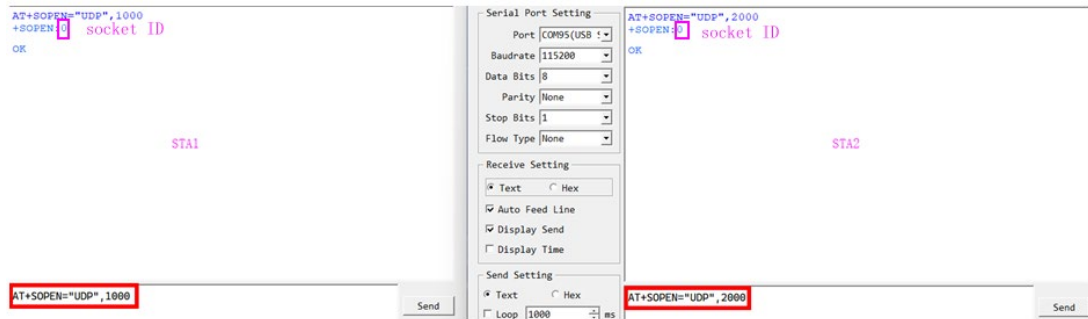 AT+SOPEN="UDP",1000
+SOPEN:0 socket ID
OK
STA1
AT+SOPEN="UDP",1000
Send
Serial Port Setting
Port COM95(USB
Baudrate 115200
Data Bits 8
Parity None
Stop Bits 1
Flow Type None
Receive Setting
Text Hex
Auto Feed Line
Display Send
Display Time
Send Setting
Text Hex
Loop 1000 ms
AT+SOPEN="UDP",2000
+SOPEN:0 socket ID
OK
STA2
AT+SOPEN="UDP",2000
Send